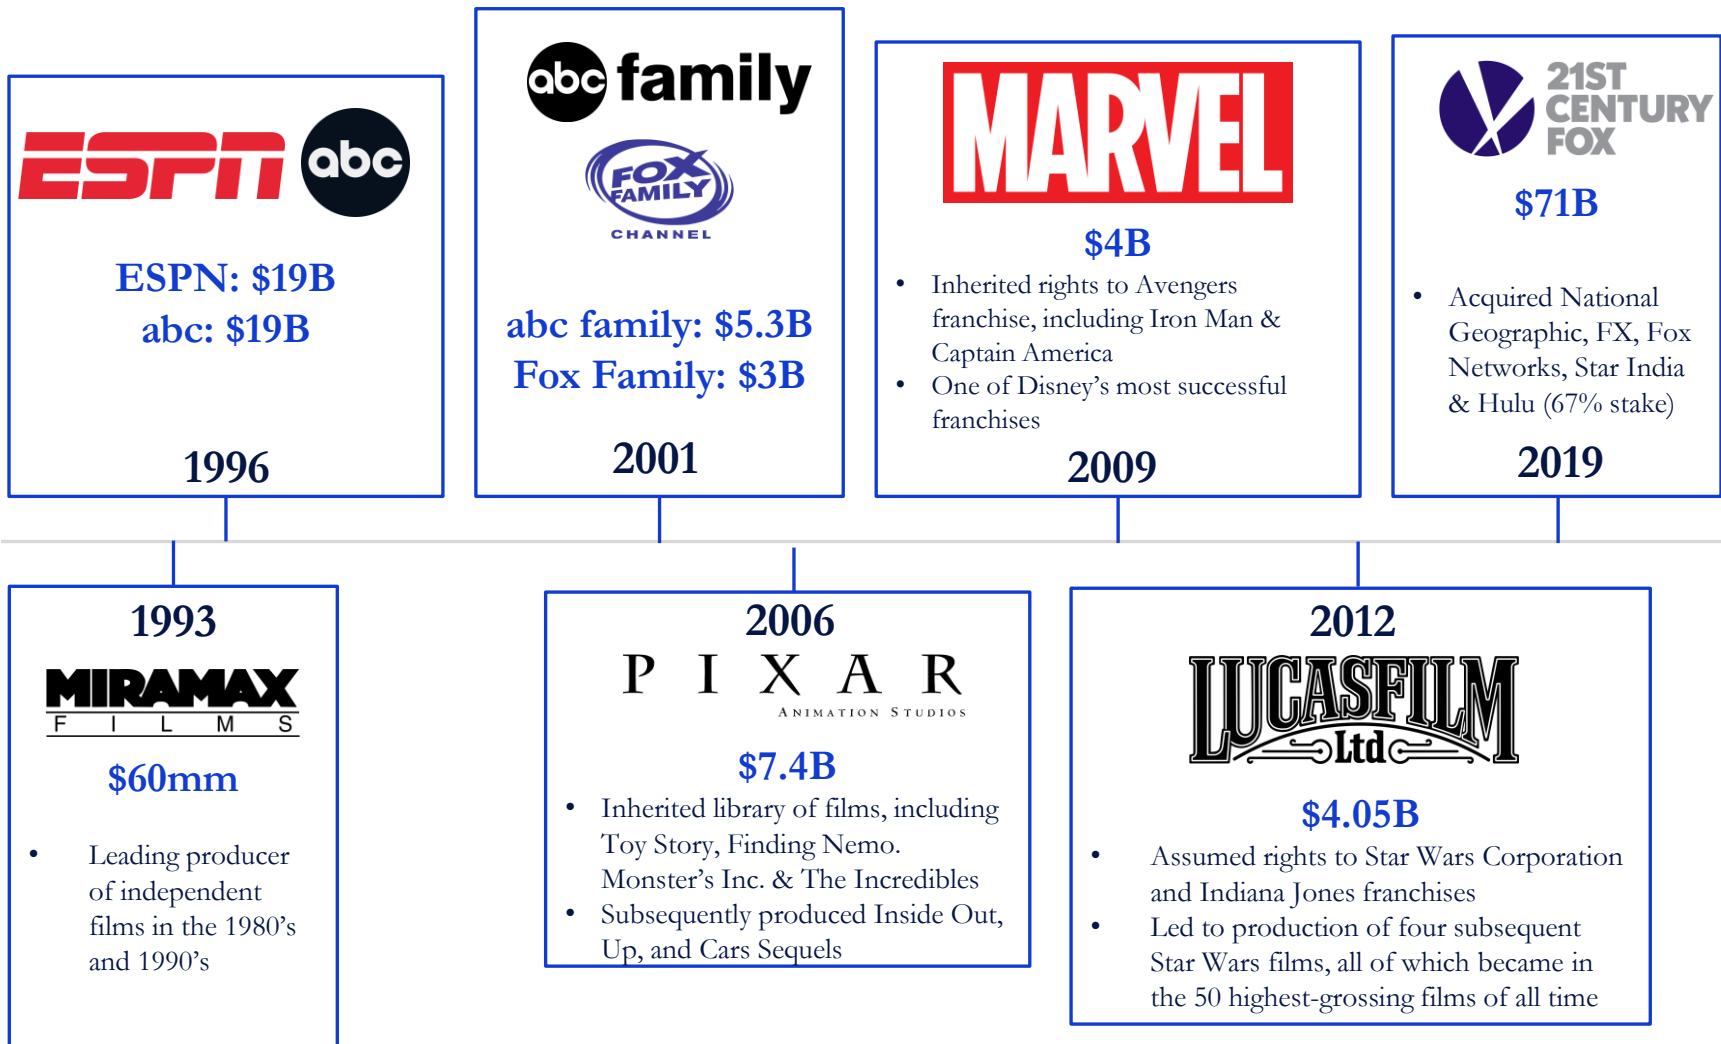 ESPN abc
ESPN: $19B
abc: $19B
1996
abc family
FOX
FAMILY
CHANNEL
abc family: $5.3B
Fox Family: $3B
2001
MARVEL
$4B
• Inherited rights to Avengers
franchise, including Iron Man &
Captain America
• One of Disney’s most successful
franchises
2009
21ST
CENTURY
FOX
$71B
• Acquired National
Geographic, FX, Fox
Networks, Star India
& Hulu (67% stake)
2019
1993
MIRAMAX
FILMS
$60mm
• Leading producer
of independent
films in the 1980’s
and 1990’s
2006
PIXAR
ANIMATION STUDIOS
$7.4B
• Inherited library of films, including
Toy Story, Finding Nemo.
Monster’s Inc. & The Incredibles
• Subsequently produced Inside Out,
Up, and Cars Sequels
2012
LUCASFILM
Ltd
$4.05B
• Assumed rights to Star Wars Corporation
and Indiana Jones franchises
• Led to production of four subsequent
Star Wars films, all of which became in
the 50 highest-grossing films of all time